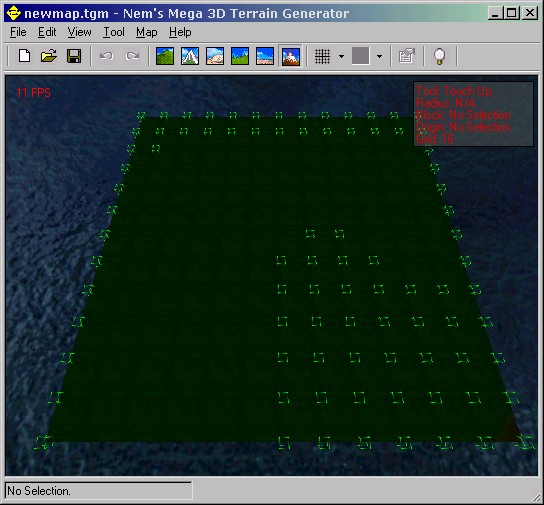 newmap.tgm - Nem's Mega 3D Terrain Generator
File Edit View Tool Map Help
11 FPS
Tool: Touch Up
Radius: N/A
Block: No Selection.
Origin: No Selection.
Grid: 16
No Selection.